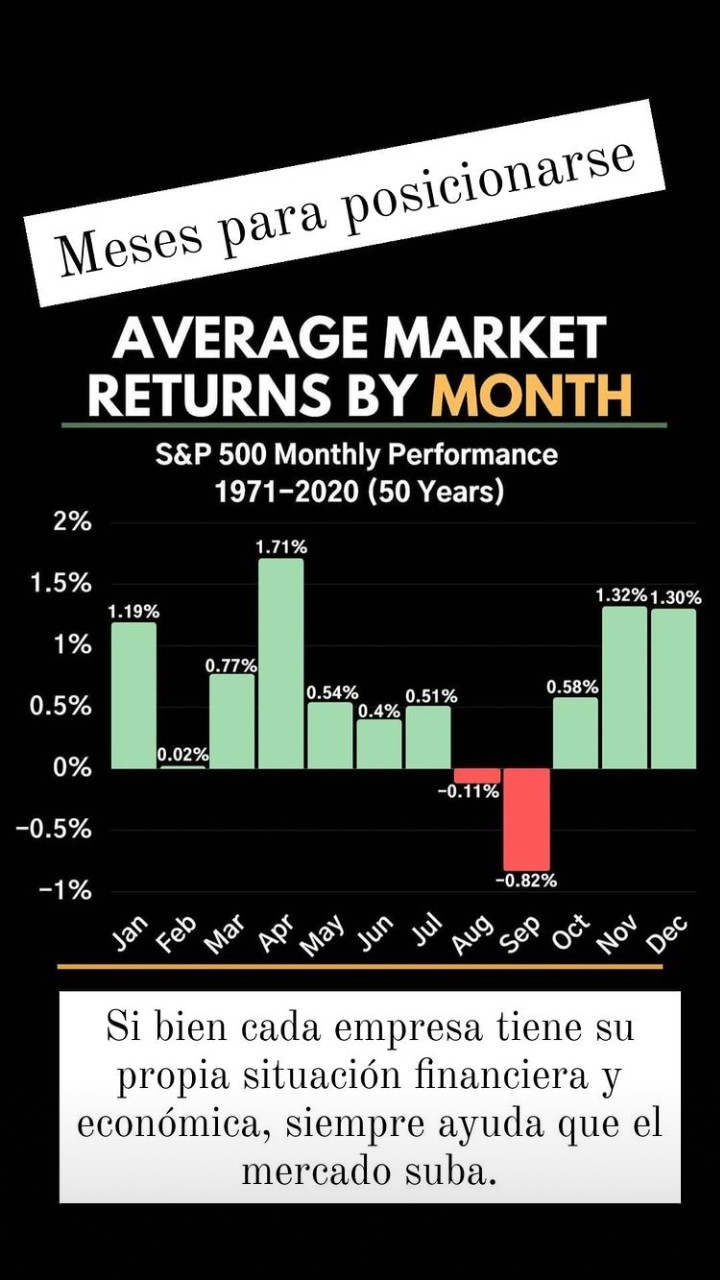 Meses para posicionarse
AVERAGE MARKET
RETURNS BY MONTH
S&P 500 Monthly Performance
1971–2020 (50 Years)
2%
1.5%
1%
0.5%
0%
−0.5%
−1%
1.19%
0.02%
0.77%
1.71%
0.54%
0.4%
0.51%
−0.11%
−0.82%
0.58%
1.32%
1.30%
Jan
Feb
Mar
Apr
May
Jun
Jul
Aug
Sep
Oct
Nov
Dec
Si bien cada empresa tiene su
propia situación financiera y
económica, siempre ayuda que el
mercado suba.